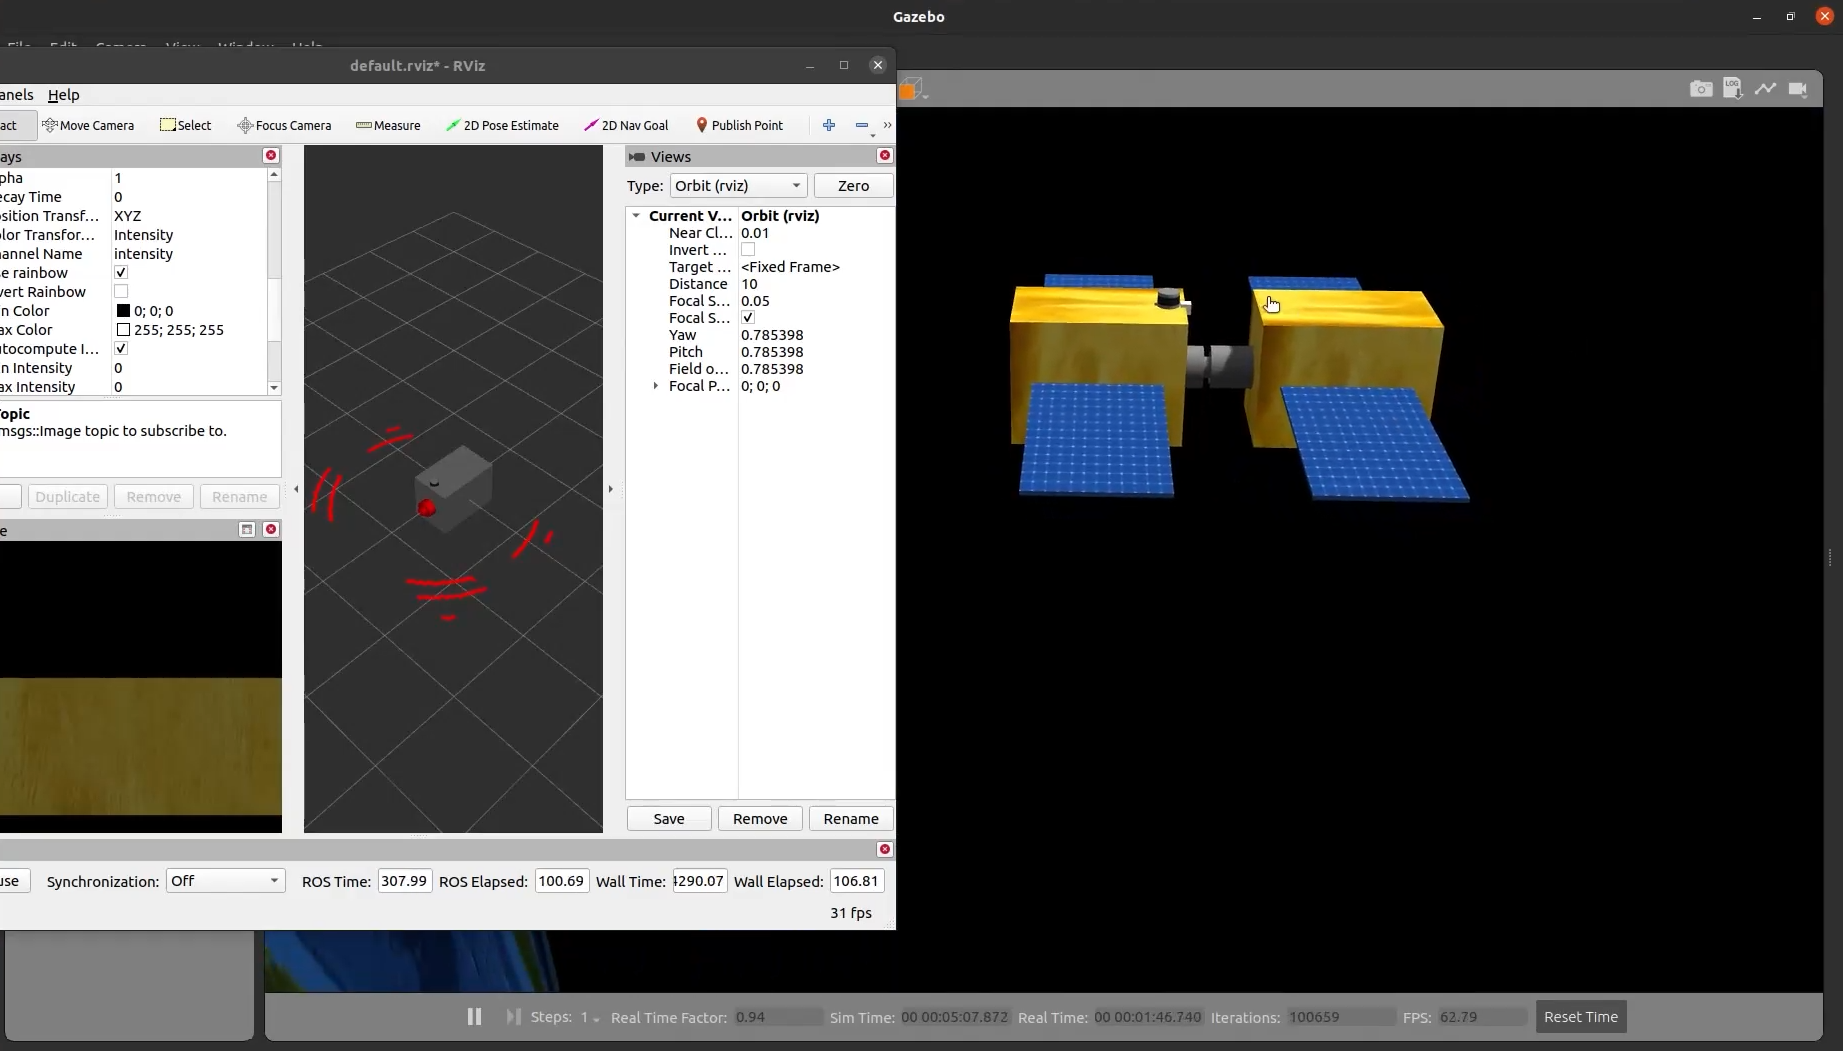 Gazebo
default.rviz* - RViz
anels Help
act Move Camera Select Focus Camera Measure 2D Pose Estimate 2D Nav Goal Publish Point »
LOG
ays
pha 1
ecay Time 0
osition Transf... XYZ
olor Transfor... Intensity
hannel Name intensity
se rainbow
vert Rainbow
n Color 0; 0; 0
ax Color 255; 255; 255
utocompute I...
n Intensity 0
ax Intensity 0
opic
msgs::Image topic to subscribe to.
Duplicate Remove Rename
e
Views
Type: Orbit (rviz) Zero
Current V... Orbit (rviz)
Near Cl... 0.01
Invert ...
Target ... <Fixed Frame>
Distance 10
Focal S... 0.05
Focal S...
Yaw 0.785398
Pitch 0.785398
Field o... 0.785398
Focal P... 0; 0; 0
Save Remove Rename
use Synchronization: Off ROS Time: 307.99 ROS Elapsed: 100.69 Wall Time: 4290.07 Wall Elapsed: 106.81
31 fps
Steps: 1 Real Time Factor: 0.94 Sim Time: 00 00:05:07.872 Real Time: 00 00:01:46.740 Iterations: 100659 FPS: 62.79 Reset Time